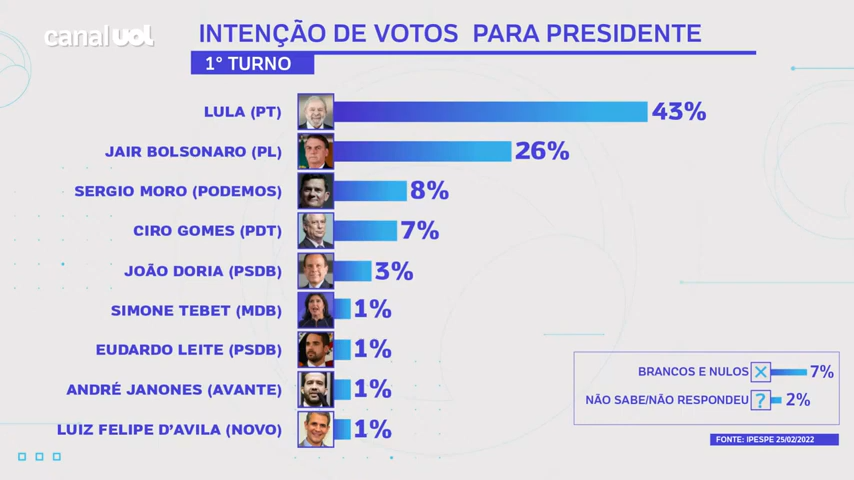 canal uol
INTENÇÃO DE VOTOS PARA PRESIDENTE
1° TURNO
LULA (PT) 43%
JAIR BOLSONARO (PL) 26%
SERGIO MORO (PODEMOS) 8%
CIRO GOMES (PDT) 7%
JOÃO DORIA (PSDB) 3%
SIMONE TEBET (MDB) 1%
EUDARDO LEITE (PSDB) 1%
ANDRÉ JANONES (AVANTE) 1%
LUIZ FELIPE D'AVILA (NOVO) 1%
BRANCOS E NULOS 7%
NÃO SABE/NÃO RESPONDEU ? 2%
FONTE: IPESPE 25/02/2022